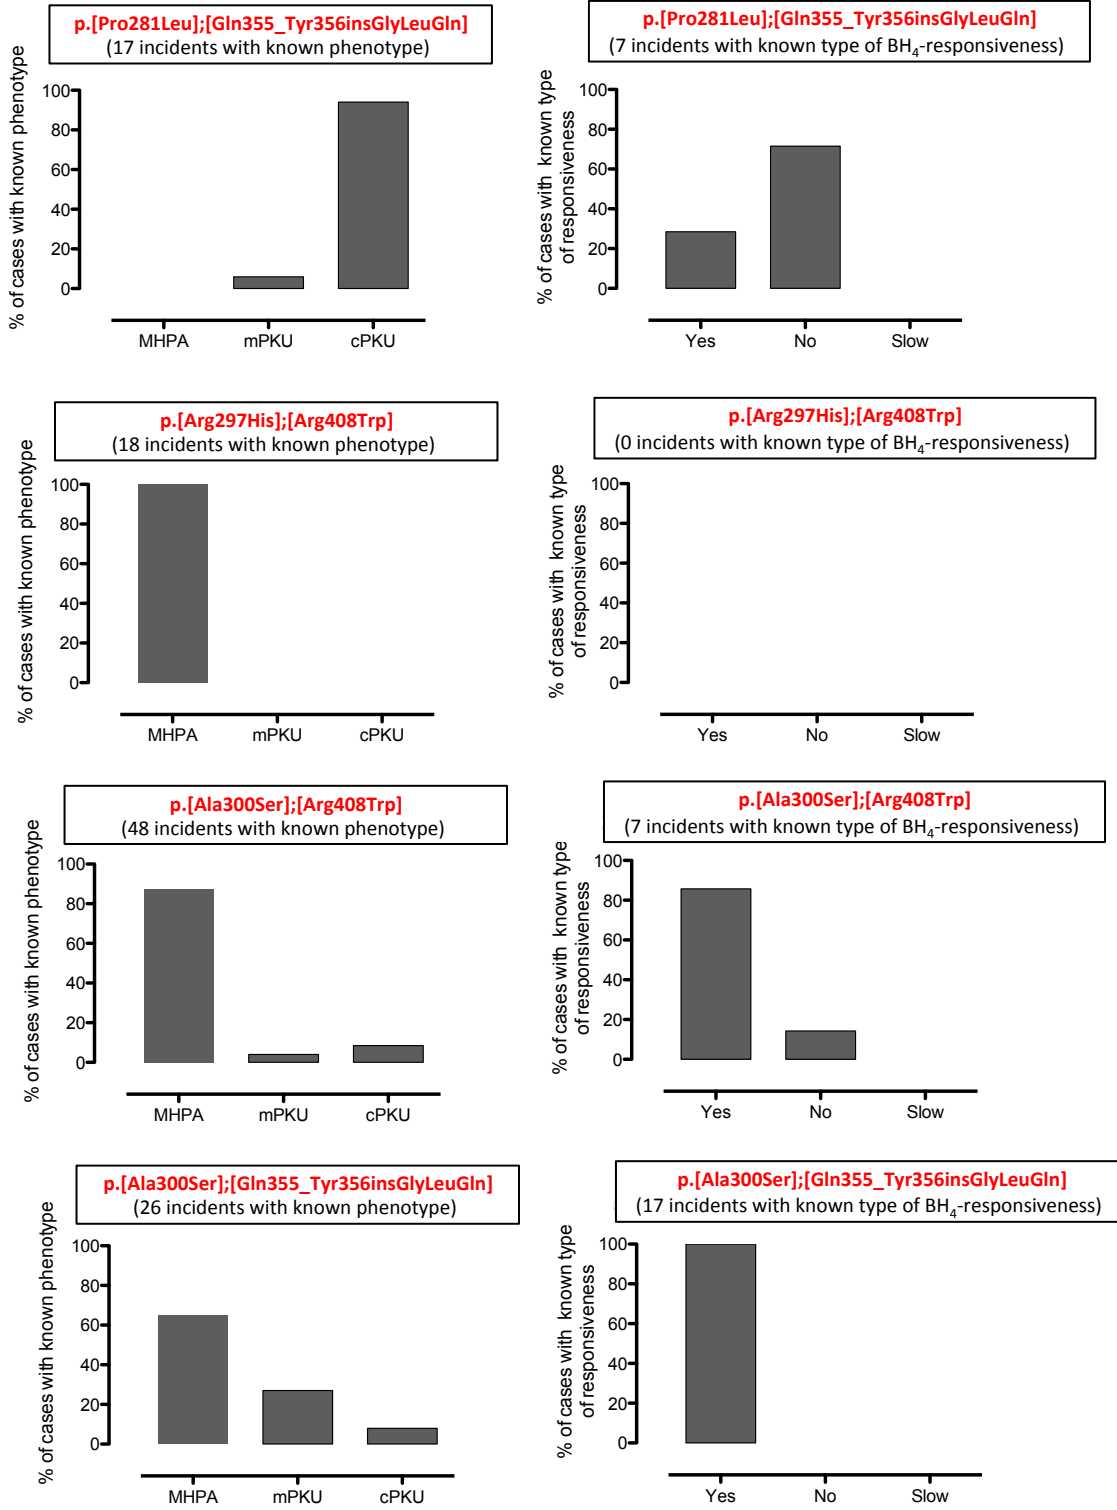 p.[Pro281Leu];[Gln355_Tyr356insGlyLeuGln]
(17 incidents with known phenotype)
% of cases with known phenotype
100
80
60
40
20
0
MHPA mPKU cPKU
p.[Pro281Leu];[Gln355_Tyr356insGlyLeuGln]
(7 incidents with known type of BH4-responsiveness)
% of cases with known type
of responsiveness
100
80
60
40
20
0
Yes No Slow
p.[Arg297His];[Arg408Trp]
(18 incidents with known phenotype)
% of cases with known phenotype
100
80
60
40
20
0
MHPA mPKU cPKU
p.[Arg297His];[Arg408Trp]
(0 incidents with known type of BH4-responsiveness)
% of cases with known type
of responsiveness
100
80
60
40
20
0
Yes No Slow
p.[Ala300Ser];[Arg408Trp]
(48 incidents with known phenotype)
% of cases with known phenotype
100
80
60
40
20
0
MHPA mPKU cPKU
p.[Ala300Ser];[Arg408Trp]
(7 incidents with known type of BH4-responsiveness)
% of cases with known type
of responsiveness
100
80
60
40
20
0
Yes No Slow
p.[Ala300Ser];[Gln355_Tyr356insGlyLeuGln]
(26 incidents with known phenotype)
% of cases with known phenotype
100
80
60
40
20
0
MHPA mPKU cPKU
p.[Ala300Ser];[Gln355_Tyr356insGlyLeuGln]
(17 incidents with known type of BH4-responsiveness)
% of cases with known type
of responsiveness
100
80
60
40
20
0
Yes No Slow